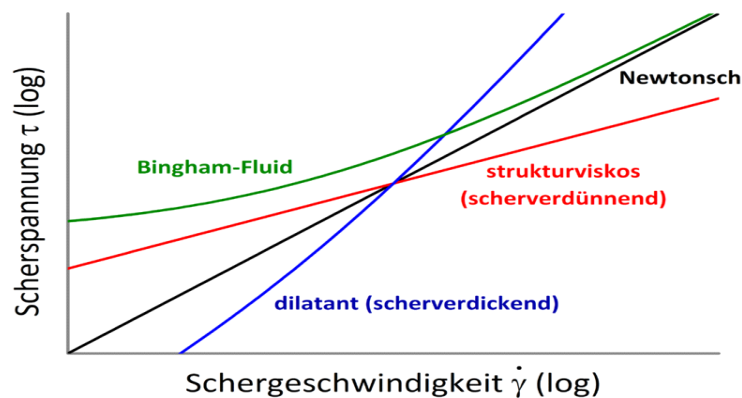 Scherspannung τ (log)
Newtonsch
Bingham-Fluid
strukturviskos
(scherverdünnend)
dilatant (scherverdickend)
Schergeschwindigkeit γ̇ (log)